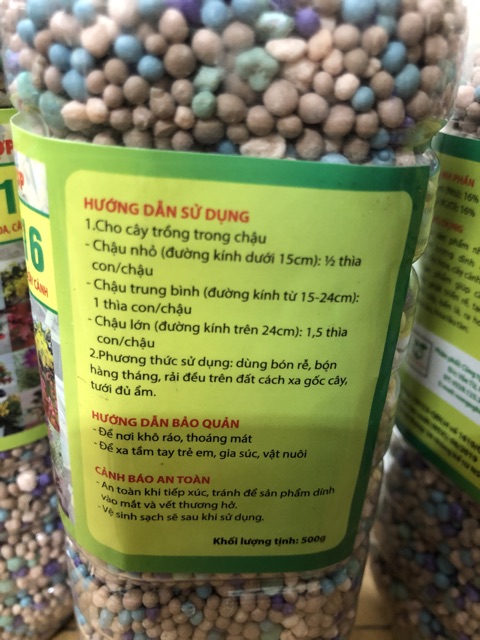 HƯỚNG DẪN SỬ DỤNG
1.Cho cây trồng trong chậu
- Chậu nhỏ (đường kính dưới 15cm): ½ thìa
con/chậu
- Chậu trung bình (đường kính từ 15-24cm):
1 thìa con/chậu
- Chậu lớn (đường kính trên 24cm): 1,5 thìa
con/chậu
2.Phương thức sử dụng: dùng bón rễ, bón
hàng tháng, rải đều trên đất cách xa gốc cây,
tưới đủ ẩm.
HƯỚNG DẪN BẢO QUẢN
- Để nơi khô ráo, thoáng mát
- Để xa tầm tay trẻ em, gia súc, vật nuôi
CẢNH BÁO AN TOÀN
- An toàn khi tiếp xúc, tránh để sản phẩm dính
vào mắt và vết thương hở.
- Vệ sinh sạch sẽ sau khi sử dụng.
Khối lượng tịnh: 500g
6
16%
16%